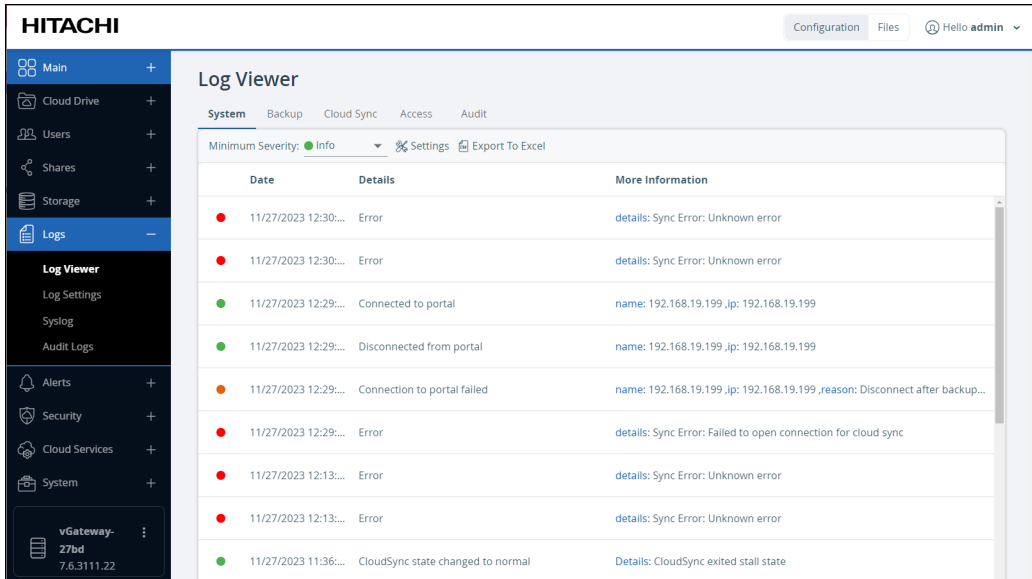 HITACHI
Configuration Files Hello admin
Main +
Cloud Drive +
Users +
Shares +
Storage +
Logs −
Log Viewer
Log Settings
Syslog
Audit Logs
Alerts +
Security +
Cloud Services +
System +
vGateway-
27bd
7.6.3111.22
Log Viewer
System Backup Cloud Sync Access Audit
Minimum Severity: Info Settings Export To Excel
Date Details More Information
11/27/2023 12:30:... Error details: Sync Error: Unknown error
11/27/2023 12:30:... Error details: Sync Error: Unknown error
11/27/2023 12:29:... Connected to portal name: 192.168.19.199 ,ip: 192.168.19.199
11/27/2023 12:29:... Disconnected from portal name: 192.168.19.199 ,ip: 192.168.19.199
11/27/2023 12:29:... Connection to portal failed name: 192.168.19.199 ,ip: 192.168.19.199 ,reason: Disconnect after backup...
11/27/2023 12:29:... Error details: Sync Error: Failed to open connection for cloud sync
11/27/2023 12:13:... Error details: Sync Error: Unknown error
11/27/2023 12:13:... Error details: Sync Error: Unknown error
11/27/2023 11:36:... CloudSync state changed to normal Details: CloudSync exited stall state